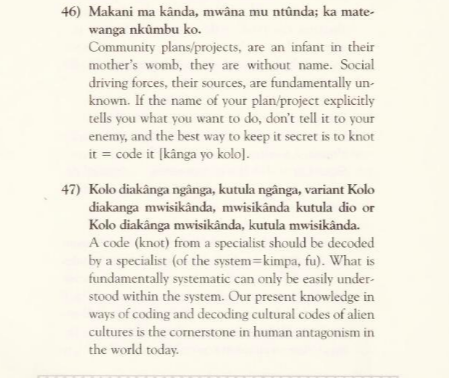 46) Makani ma kânda, mwâna mu ntûnda; ka mate-
wanga nkûmbu ko.
Community plans/projects, are an infant in their
mother's womb, they are without name. Social
driving forces, their sources, are fundamentally un-
known. If the name of your plan/project explicitly
tells you what you want to do, don't tell it to your
enemy, and the best way to keep it secret is to knot
it = code it [kânga yo kolo].
47) Kolo diakânga ngânga, kutula ngânga, variant Kolo
diakanga mwisikânda, mwisikânda kutula dio or
Kolo diakânga mwisikânda, kutula mwisikânda.
A code (knot) from a specialist should be decoded
by a specialist (of the system=kimpa, fu). What is
fundamentally systematic can only be easily under-
stood within the system. Our present knowledge in
ways of coding and decoding cultural codes of alien
cultures is the cornerstone in human antagonism in
the world today.